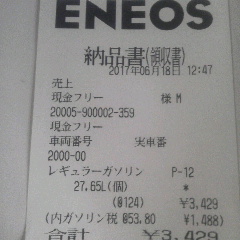 ENEOS
納品書(領収書)
2017年06月18日 12:47
売上
現金フリー 様 M
20005-900002-359
現金フリー
車両番号 実車番
2000-00
レギュラーガソリン P-12
27.65L(個) *
(@124) ¥3,429
(内ガソリン税 @53.80 ¥1,488)
合計 ¥3,429